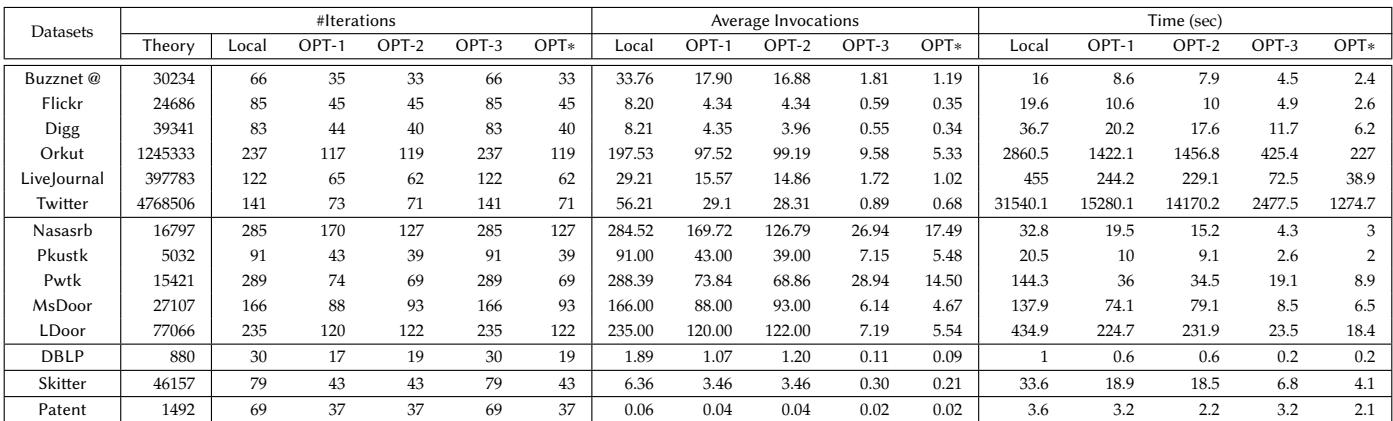 Datasets #Iterations Average Invocations Time (sec)
Theory Local OPT-1 OPT-2 OPT-3 OPT∗ Local OPT-1 OPT-2 OPT-3 OPT∗ Local OPT-1 OPT-2 OPT-3 OPT∗
Buzznet @ 30234 66 35 33 66 33 33.76 17.90 16.88 1.81 1.19 16 8.6 7.9 4.5 2.4
Flickr 24686 85 45 45 85 45 8.20 4.34 4.34 0.59 0.35 19.6 10.6 10 4.9 2.6
Digg 39341 83 44 40 83 40 8.21 4.35 3.96 0.55 0.34 36.7 20.2 17.6 11.7 6.2
Orkut 1245333 237 117 119 237 119 197.53 97.52 99.19 9.58 5.33 2860.5 1422.1 1456.8 425.4 227
LiveJournal 397783 122 65 62 122 62 29.21 15.57 14.86 1.72 1.02 455 244.2 229.1 72.5 38.9
Twitter 4768506 141 73 71 141 71 56.21 29.1 28.31 0.89 0.68 31540.1 15280.1 14170.2 2477.5 1274.7
Nasasrb 16797 285 170 127 285 127 284.52 169.72 126.79 26.94 17.49 32.8 19.5 15.2 4.3 3
Pkustk 5032 91 43 39 91 39 91.00 43.00 39.00 7.15 5.48 20.5 10 9.1 2.6 2
Pwtk 15421 289 74 69 289 69 288.39 73.84 68.86 28.94 14.50 144.3 36 34.5 19.1 8.9
MsDoor 27107 166 88 93 166 93 166.00 88.00 93.00 6.14 4.67 137.9 74.1 79.1 8.5 6.5
LDoor 77066 235 120 122 235 122 235.00 120.00 122.00 7.19 5.54 434.9 224.7 231.9 23.5 18.4
DBLP 880 30 17 19 30 19 1.89 1.07 1.20 0.11 0.09 1 0.6 0.6 0.2 0.2
Skitter 46157 79 43 43 79 43 6.36 3.46 3.46 0.30 0.21 33.6 18.9 18.5 6.8 4.1
Patent 1492 69 37 37 69 37 0.06 0.04 0.04 0.02 0.02 3.6 3.2 2.2 3.2 2.1